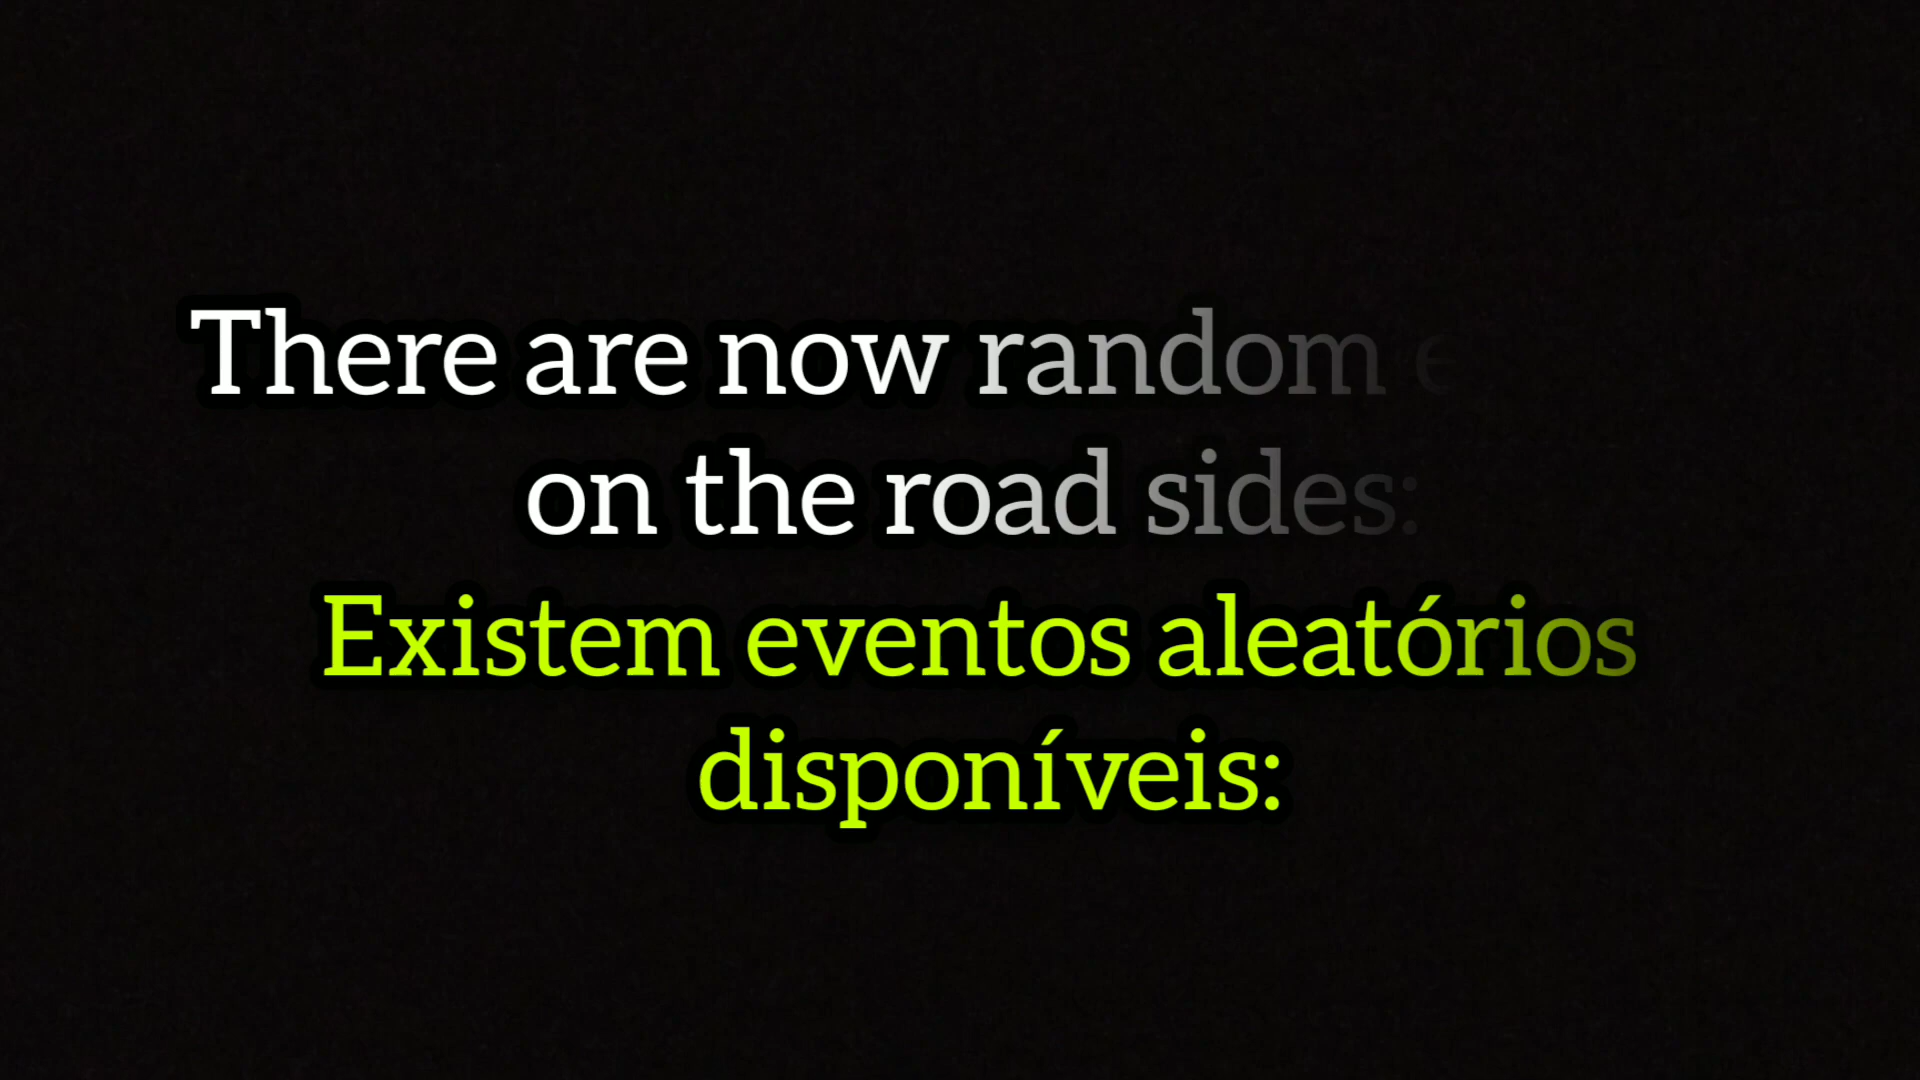 There are now random
on the road sides:
Existem eventos aleatórios
disponíveis: